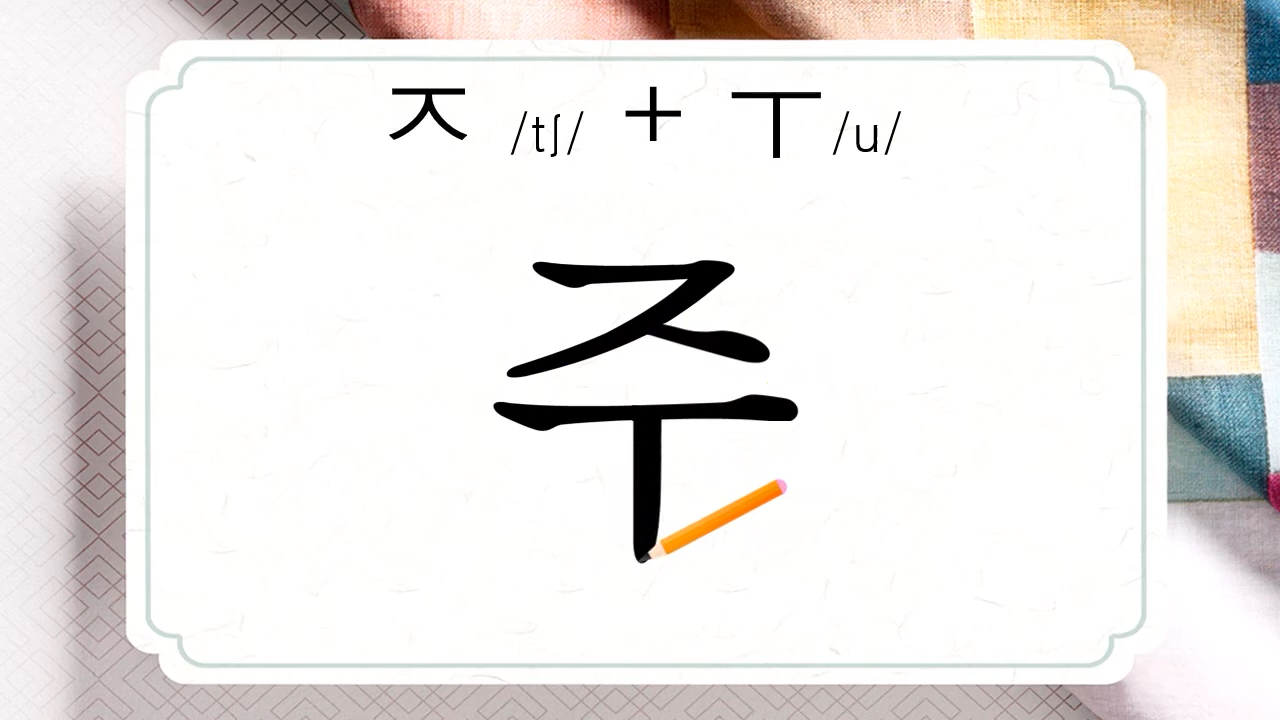 ㅈ /tʃ/ + ㅜ /u/
주